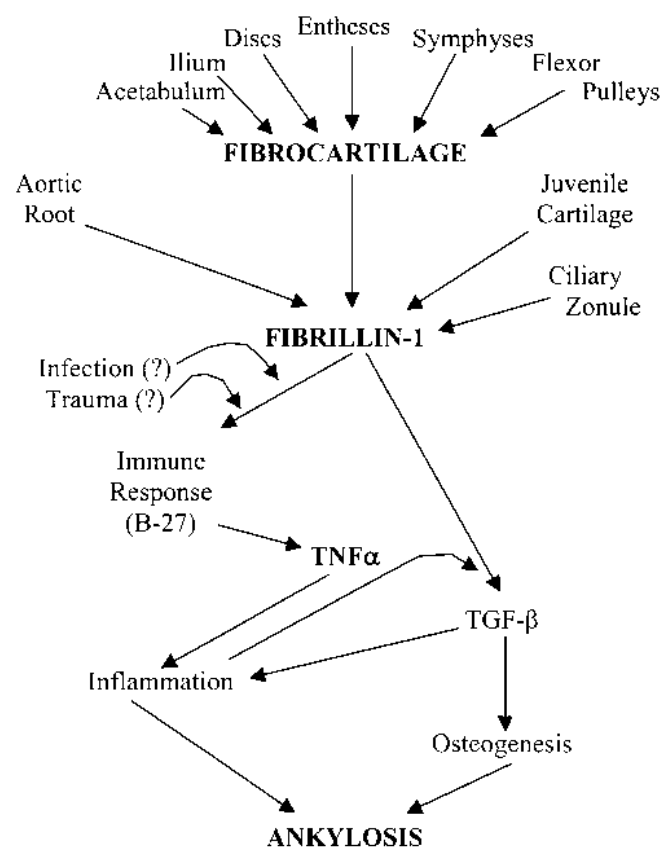 Entheses
Discs
Symphyses
Ilium
Flexor
Acetabulum
Pulleys
FIBROCARTILAGE
Aortic
Root
Juvenile
Cartilage
Ciliary
Zonule
FIBRILLIN-1
Infection (?)
Trauma (?)
Immune
Response
(B-27)
TNFα
TGF-β
Inflammation
Osteogenesis
ANKYLOSIS